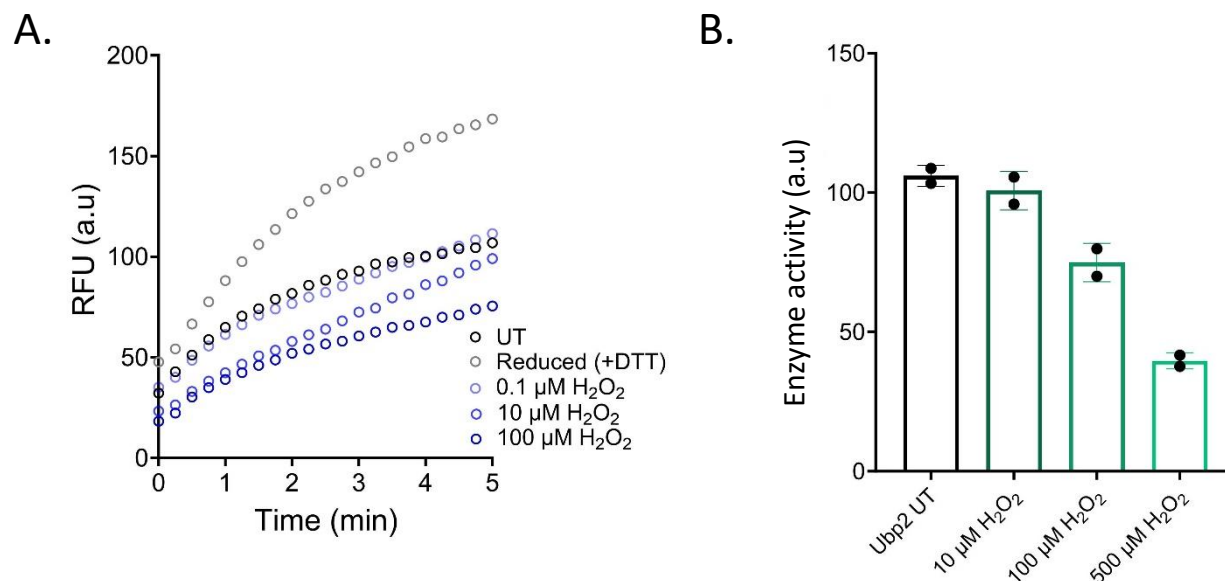 A.
200
150
100
50
0
RFU (a.u)
0 1 2 3 4 5
Time (min)
UT
Reduced (+DTT)
0.1 µM H₂O₂
10 µM H₂O₂
100 µM H₂O₂
B.
150
100
50
0
Enzyme activity (a.u)
Ubp2 UT
10 µM H₂O₂
100 µM H₂O₂
500 µM H₂O₂